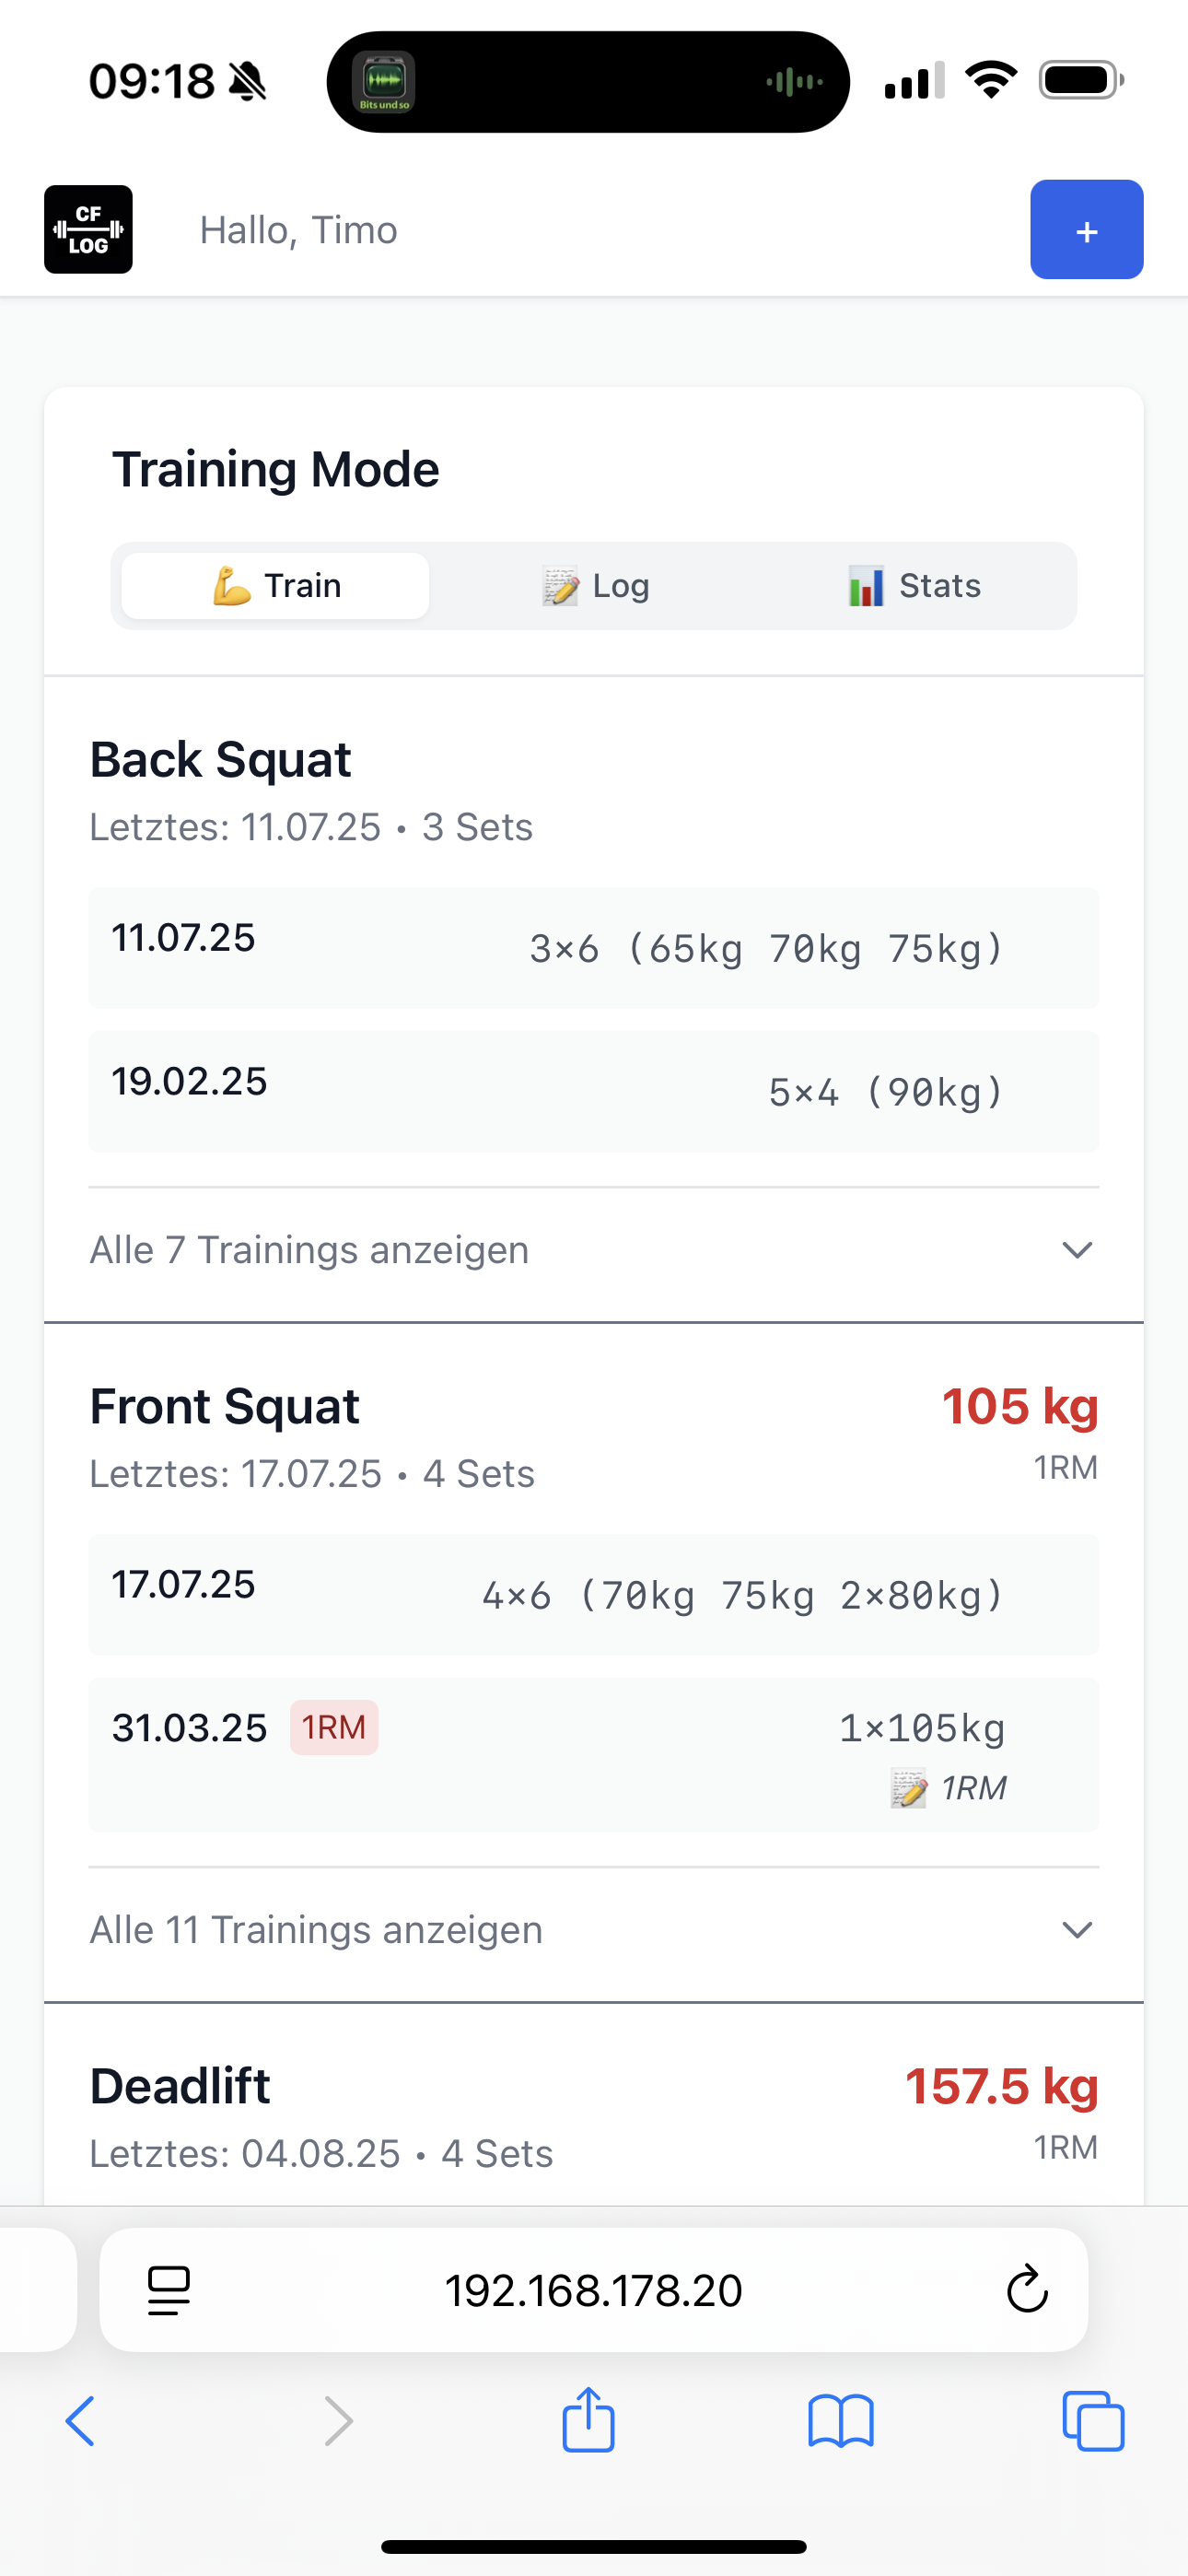 09:18
Bits und so
CF
LOG
Hallo, Timo
+
Training Mode
💪 Train
📝 Log
📊 Stats
Back Squat
Letztes: 11.07.25 • 3 Sets
11.07.25
3×6 (65kg 70kg 75kg)
19.02.25
5×4 (90kg)
Alle 7 Trainings anzeigen
Front Squat
105 kg
Letztes: 17.07.25 • 4 Sets
1RM
17.07.25
4×6 (70kg 75kg 2×80kg)
31.03.25 1RM
1×105kg
📝 1RM
Alle 11 Trainings anzeigen
Deadlift
157.5 kg
Letztes: 04.08.25 • 4 Sets
1RM
192.168.178.20